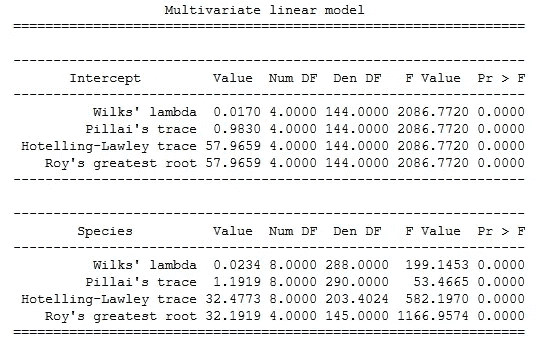 Multivariate linear model
================================================================
----------------------------------------------------------------
Intercept Value Num DF Den DF F Value Pr > F
----------------------------------------------------------------
Wilks' lambda 0.0170 4.0000 144.0000 2086.7720 0.0000
Pillai's trace 0.9830 4.0000 144.0000 2086.7720 0.0000
Hotelling-Lawley trace 57.9659 4.0000 144.0000 2086.7720 0.0000
Roy's greatest root 57.9659 4.0000 144.0000 2086.7720 0.0000
----------------------------------------------------------------
----------------------------------------------------------------
Species Value Num DF Den DF F Value Pr > F
----------------------------------------------------------------
Wilks' lambda 0.0234 8.0000 288.0000 199.1453 0.0000
Pillai's trace 1.1919 8.0000 290.0000 53.4665 0.0000
Hotelling-Lawley trace 32.4773 8.0000 203.4024 582.1970 0.0000
Roy's greatest root 32.1919 4.0000 145.0000 1166.9574 0.0000
================================================================